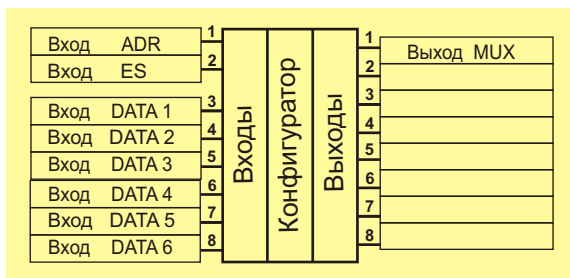 Вход ADR 1
Вход ES 2
Вход DATA 1 3
Вход DATA 2 4
Вход DATA 3 5
Вход DATA 4 6
Вход DATA 5 7
Вход DATA 6 8
Входы
Конфигуратор
Выходы
1 Выход MUX
2
3
4
5
6
7
8